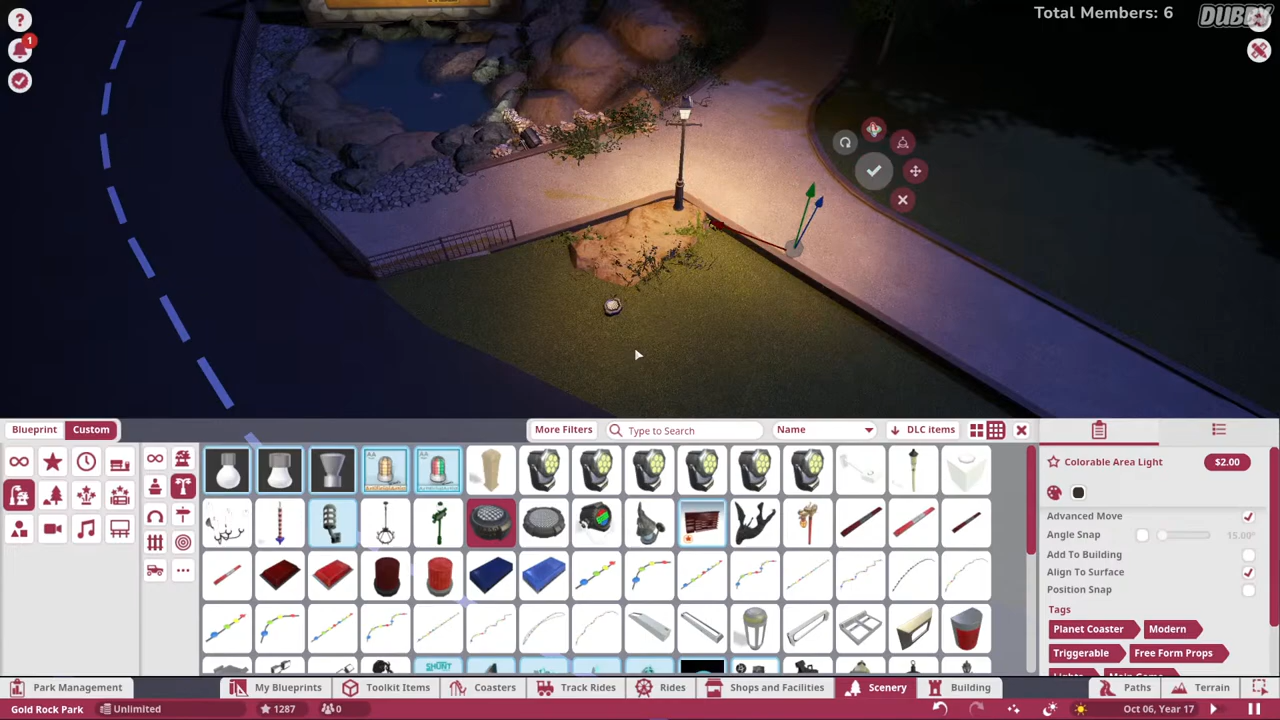 Total Members: 6
DUBBY
?
1
Blueprint
Custom
More Filters
Type to Search
Name
DLC items
Colorable Area Light
$2.00
Advanced Move
Angle Snap
15.00°
Add To Building
Align To Surface
Position Snap
Tags
Planet Coaster
Modern
Triggerable
Free Form Props
Park Management
My Blueprints
Toolkit Items
Coasters
Track Rides
Rides
Shops and Facilities
Scenery
Building
Paths
Terrain
Gold Rock Park
Unlimited
1287
0
Oct 06, Year 17